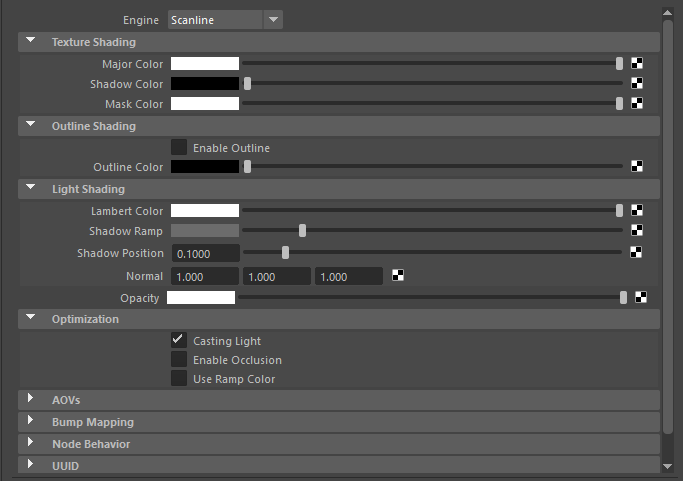 Engine Scanline
Texture Shading
Major Color
Shadow Color
Mask Color
Outline Shading
Enable Outline
Outline Color
Light Shading
Lambert Color
Shadow Ramp
Shadow Position 0.1000
Normal 1.000 1.000 1.000
Opacity
Optimization
Casting Light
Enable Occlusion
Use Ramp Color
AOVs
Bump Mapping
Node Behavior
UUID